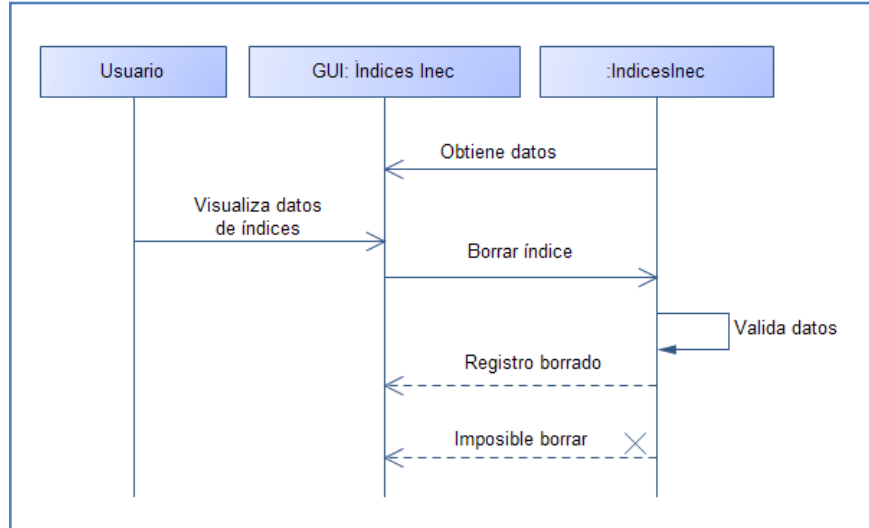 Usuario
GUI: Índices Inec
:IndicesInec
Obtiene datos
Visualiza datos
de índices
Borrar índice
Valida datos
Registro borrado
Imposible borrar